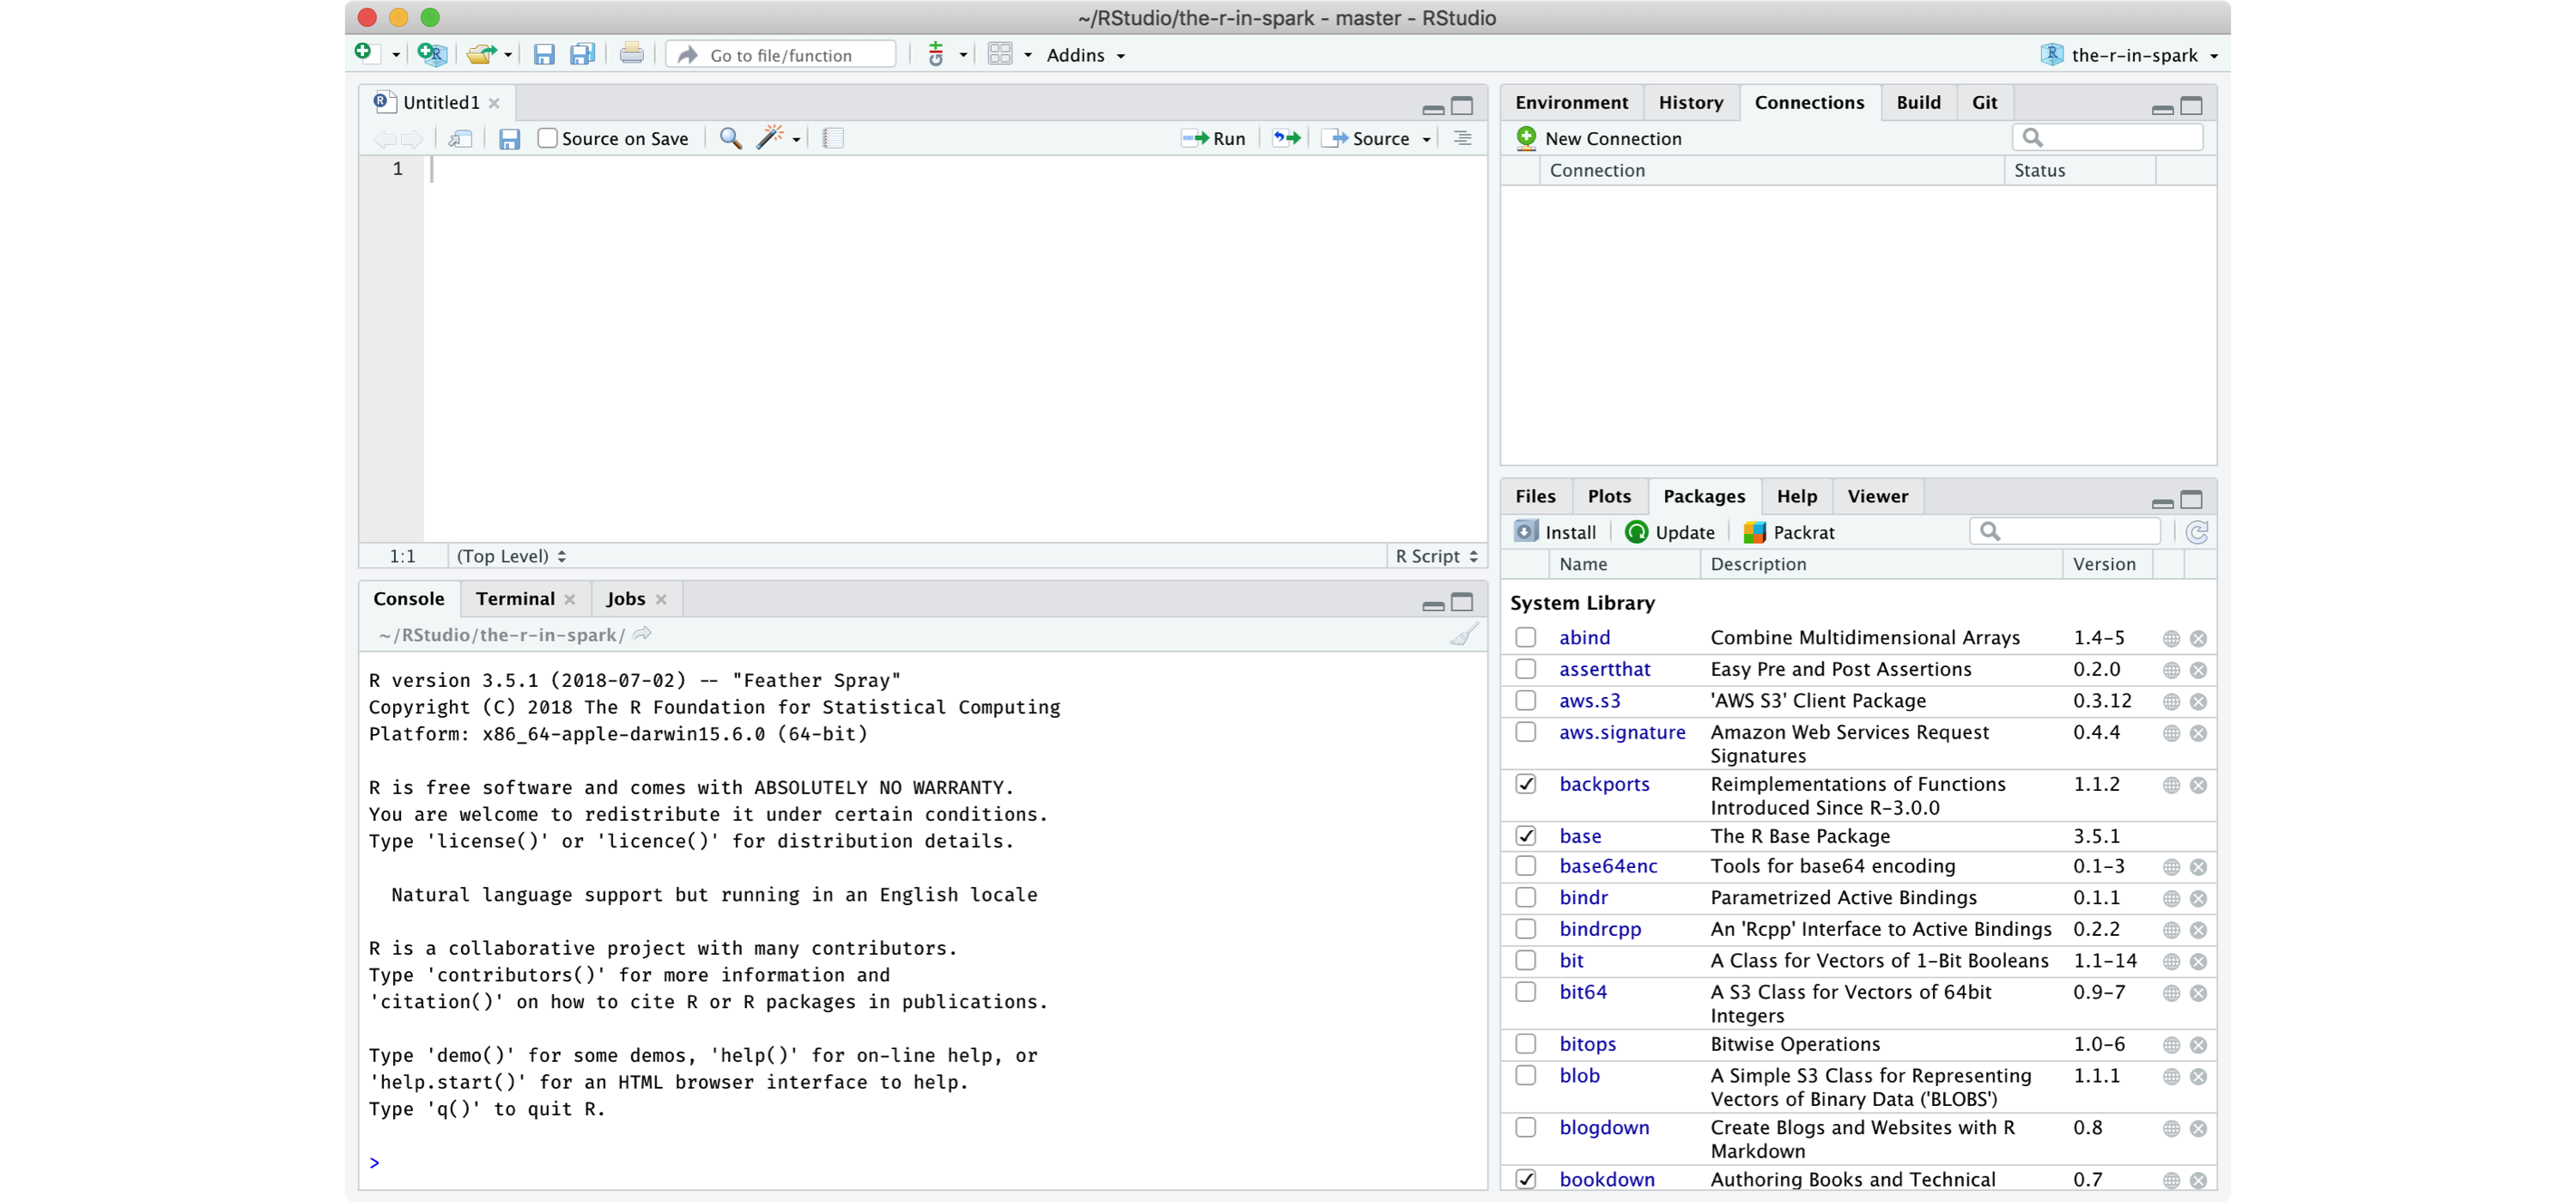 ~/RStudio/the-r-in-spark - master - RStudio
Go to file/function
Addins
the-r-in-spark
Untitled1
Source on Save
Run
Source
1
1:1
(Top Level)
R Script
Console
Terminal
Jobs
~/RStudio/the-r-in-spark/
R version 3.5.1 (2018-07-02) -- "Feather Spray"
Copyright (C) 2018 The R Foundation for Statistical Computing
Platform: x86_64-apple-darwin15.6.0 (64-bit)
R is free software and comes with ABSOLUTELY NO WARRANTY.
You are welcome to redistribute it under certain conditions.
Type 'license()' or 'licence()' for distribution details.
Natural language support but running in an English locale
R is a collaborative project with many contributors.
Type 'contributors()' for more information and
'citation()' on how to cite R or R packages in publications.
Type 'demo()' for some demos, 'help()' for on-line help, or
'help.start()' for an HTML browser interface to help.
Type 'q()' to quit R.
>
Environment
History
Connections
Build
Git
New Connection
Connection
Status
Files
Plots
Packages
Help
Viewer
Install
Update
Packrat
Name
Description
Version
System Library
abind Combine Multidimensional Arrays 1.4-5
assertthat Easy Pre and Post Assertions 0.2.0
aws.s3 'AWS S3' Client Package 0.3.12
aws.signature Amazon Web Services Request 0.4.4
Signatures
backports Reimplementations of Functions 1.1.2
Introduced Since R-3.0.0
base The R Base Package 3.5.1
base64enc Tools for base64 encoding 0.1-3
bindr Parametrized Active Bindings 0.1.1
bindrcpp An 'Rcpp' Interface to Active Bindings 0.2.2
bit A Class for Vectors of 1-Bit Booleans 1.1-14
bit64 A S3 Class for Vectors of 64bit 0.9-7
Integers
bitops Bitwise Operations 1.0-6
blob A Simple S3 Class for Representing 1.1.1
Vectors of Binary Data ('BLOBS')
blogdown Create Blogs and Websites with R 0.8
Markdown
bookdown Authoring Books and Technical 0.7